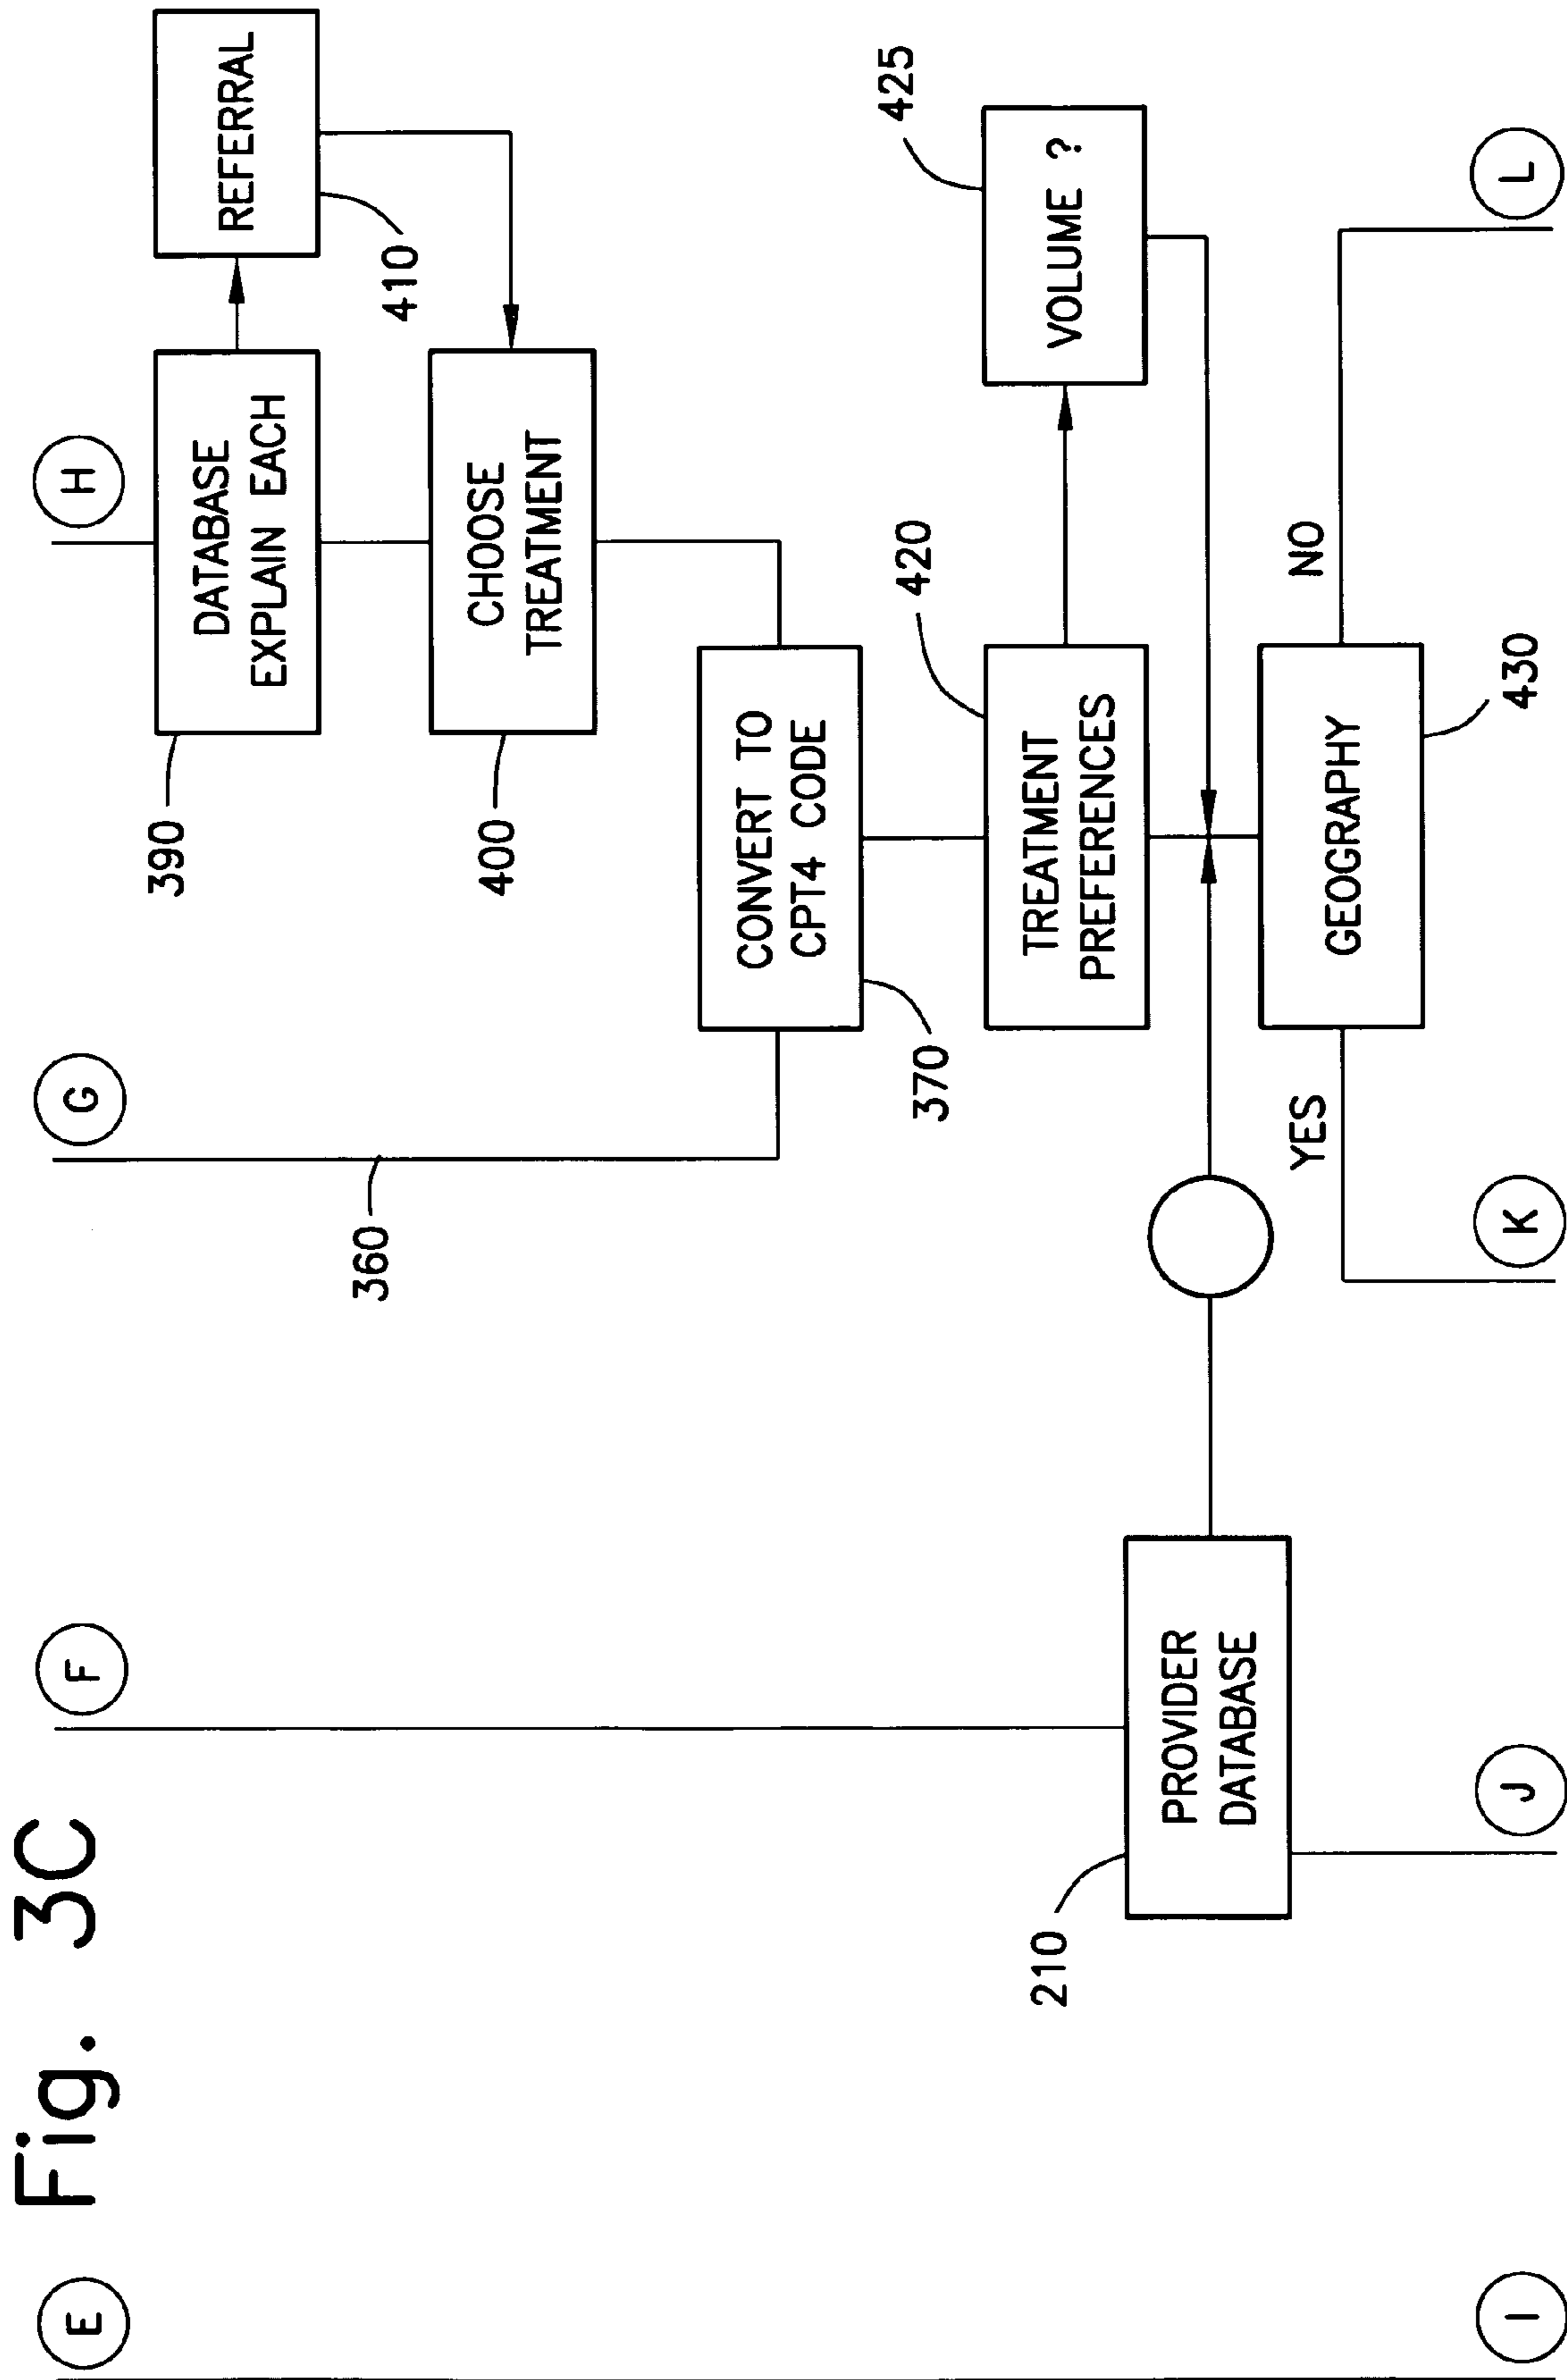 Fig. 3C
E
F
G
H
390
DATABASE
EXPLAIN EACH
REFERRAL
410
360
400
CHOOSE
TREATMENT
CONVERT TO
CPT4 CODE
370
420
TREATMENT
PREFERENCES
425
VOLUME ?
210
PROVIDER
DATABASE
YES
NO
GEOGRAPHY
430
I
J
K
L